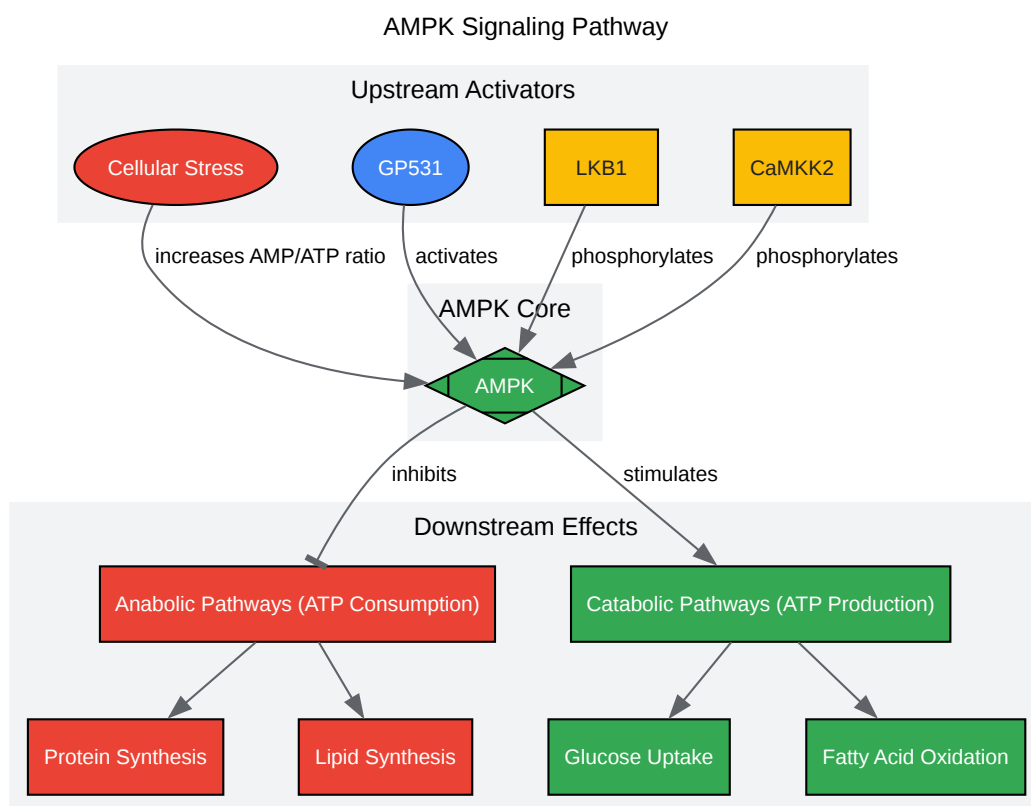 AMPK Signaling Pathway
Upstream Activators
Cellular Stress
GP531
LKB1
CaMKK2
increases AMP/ATP ratio
activates
phosphorylates
phosphorylates
AMPK Core
AMPK
inhibits
stimulates
Downstream Effects
Anabolic Pathways (ATP Consumption)
Catabolic Pathways (ATP Production)
Protein Synthesis
Lipid Synthesis
Glucose Uptake
Fatty Acid Oxidation